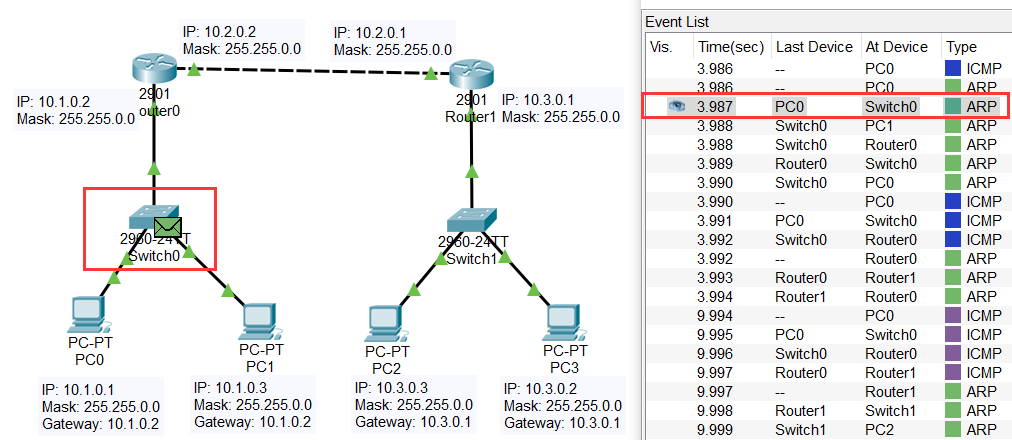 IP: 10.2.0.2
Mask: 255.255.0.0
IP: 10.2.0.1
Mask: 255.255.0.0
2901
outer0
IP: 10.1.0.2
Mask: 255.255.0.0
2901
Router1
IP: 10.3.0.1
Mask: 255.255.0.0
2960-24TT
Switch0
2960-24TT
Switch1
PC-PT
PC0
PC-PT
PC1
PC-PT
PC2
PC-PT
PC3
IP: 10.1.0.1
Mask: 255.255.0.0
Gateway: 10.1.0.2
IP: 10.1.0.3
Mask: 255.255.0.0
Gateway: 10.1.0.2
IP: 10.3.0.3
Mask: 255.255.0.0
Gateway: 10.3.0.1
IP: 10.3.0.2
Mask: 255.255.0.0
Gateway: 10.3.0.1
Event List
Vis. Time(sec) Last Device At Device Type
3.986 -- PC0 ICMP
3.986 -- PC0 ARP
3.987 PC0 Switch0 ARP
3.988 Switch0 PC1 ARP
3.988 Switch0 Router0 ARP
3.989 Router0 Switch0 ARP
3.990 Switch0 PC0 ARP
3.990 -- PC0 ICMP
3.991 PC0 Switch0 ICMP
3.992 Switch0 Router0 ICMP
3.992 -- Router0 ARP
3.993 Router0 Router1 ARP
3.994 Router1 Router0 ARP
9.994 -- PC0 ICMP
9.995 PC0 Switch0 ICMP
9.996 Switch0 Router0 ICMP
9.997 Router0 Router1 ICMP
9.997 -- Router1 ARP
9.998 Router1 Switch1 ARP
9.999 Switch1 PC2 ARP